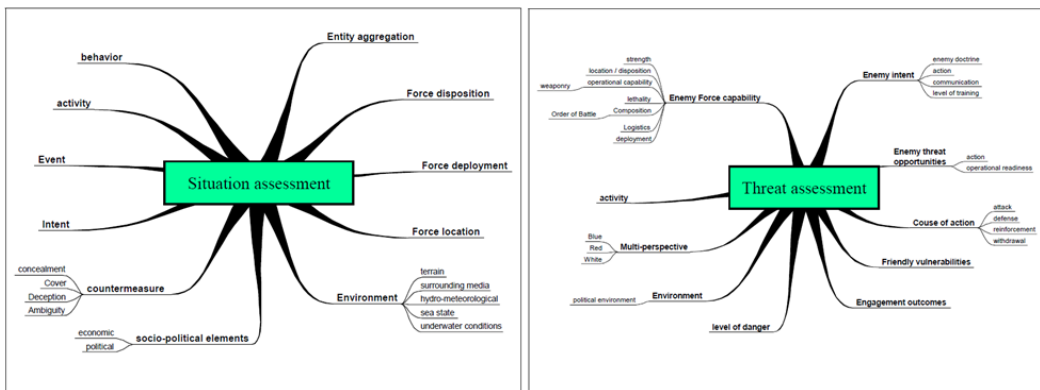 Entity aggregation
behavior
Force disposition
activity
Event
Force deployment
Situation assessment
Intent
Force location
concealment
Cover
Deception
Ambiguity
countermeasure
terrain
surrounding media
hydro-meteorological
sea state
underwater conditions
Environment
economic
political
socio-political elements
strength
location / disposition
operational capability
weaponry
lethality
Composition
Order of Battle
Logistics
deployment
Enemy Force capability
Enemy intent
enemy doctrine
action
communication
level of training
Enemy threat
opportunities
action
operational readiness
Threat assessment
activity
Couse of action
attack
defense
reinforcement
withdrawal
Blue
Red
White
Multi-perspective
Friendly vulnerabilities
political environment
Environment
Engagement outcomes
level of danger